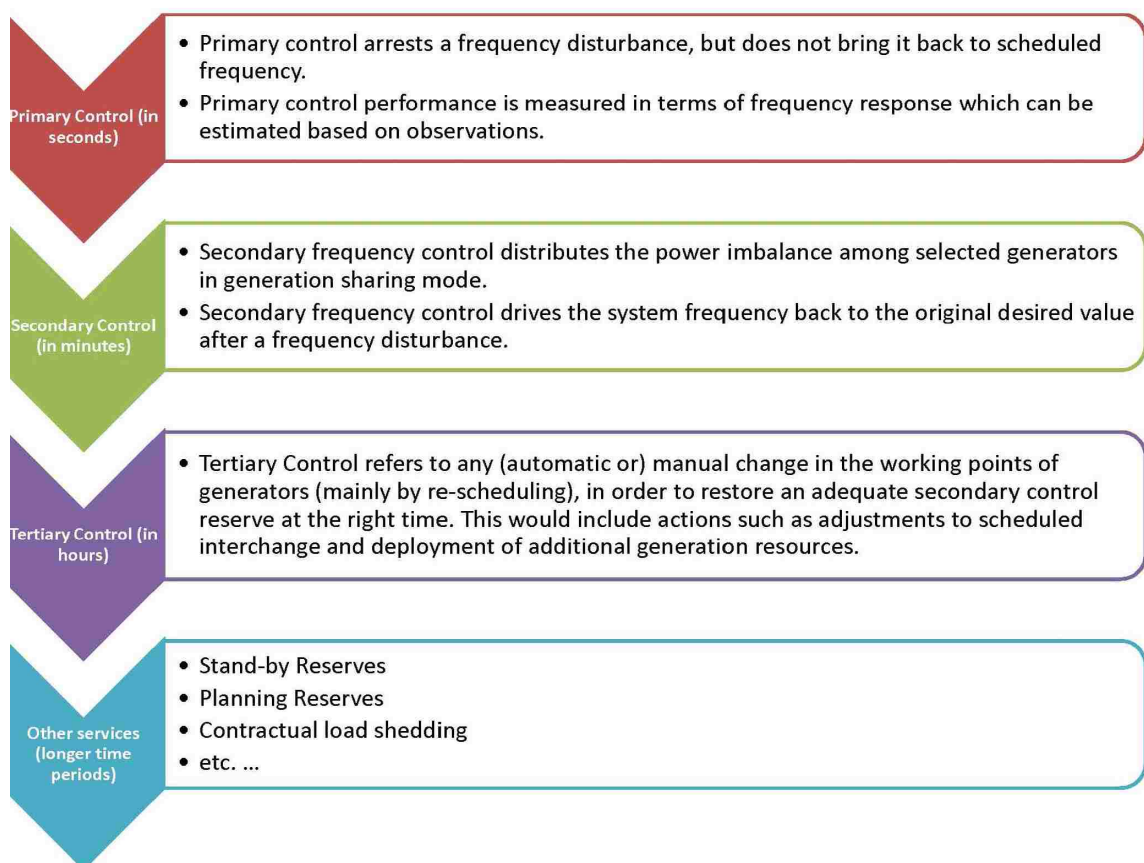 Primary Control (in
seconds)
• Primary control arrests a frequency disturbance, but does not bring it back to scheduled
frequency.
• Primary control performance is measured in terms of frequency response which can be
estimated based on observations.
Secondary Control
(in minutes)
• Secondary frequency control distributes the power imbalance among selected generators
in generation sharing mode.
• Secondary frequency control drives the system frequency back to the original desired value
after a frequency disturbance.
Tertiary Control (in
hours)
• Tertiary Control refers to any (automatic or) manual change in the working points of
generators (mainly by re-scheduling), in order to restore an adequate secondary control
reserve at the right time. This would include actions such as adjustments to scheduled
interchange and deployment of additional generation resources.
Other services
(longer time
periods)
• Stand-by Reserves
• Planning Reserves
• Contractual load shedding
• etc. ...